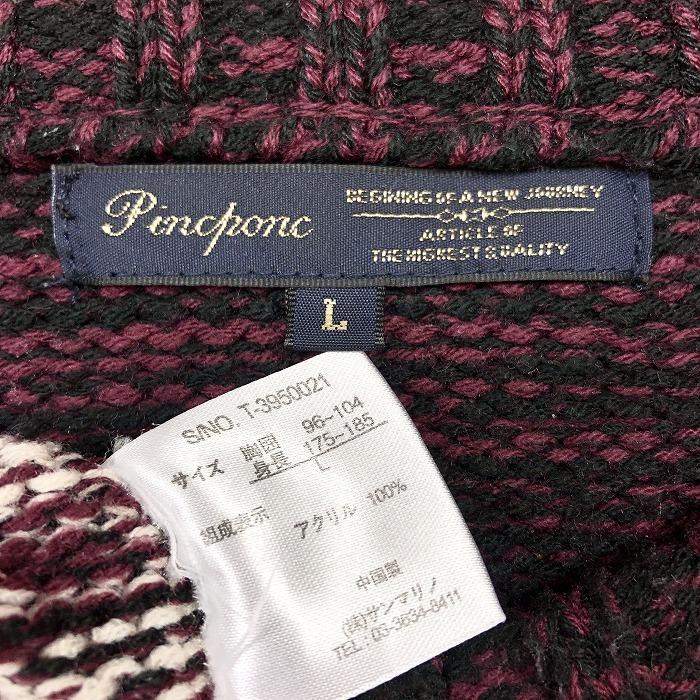 Pincponc
BEGINING OF A NEW JOURNEY
ARTICLE OF
THE HIGHEST QUALITY
L
S/NO. T-3950021
サイズ 胸囲 96-104
身長 175-185
L
組成表示 アクリル 100%
中国製
(株)サンマリノ
TEL: 03-3634-8411